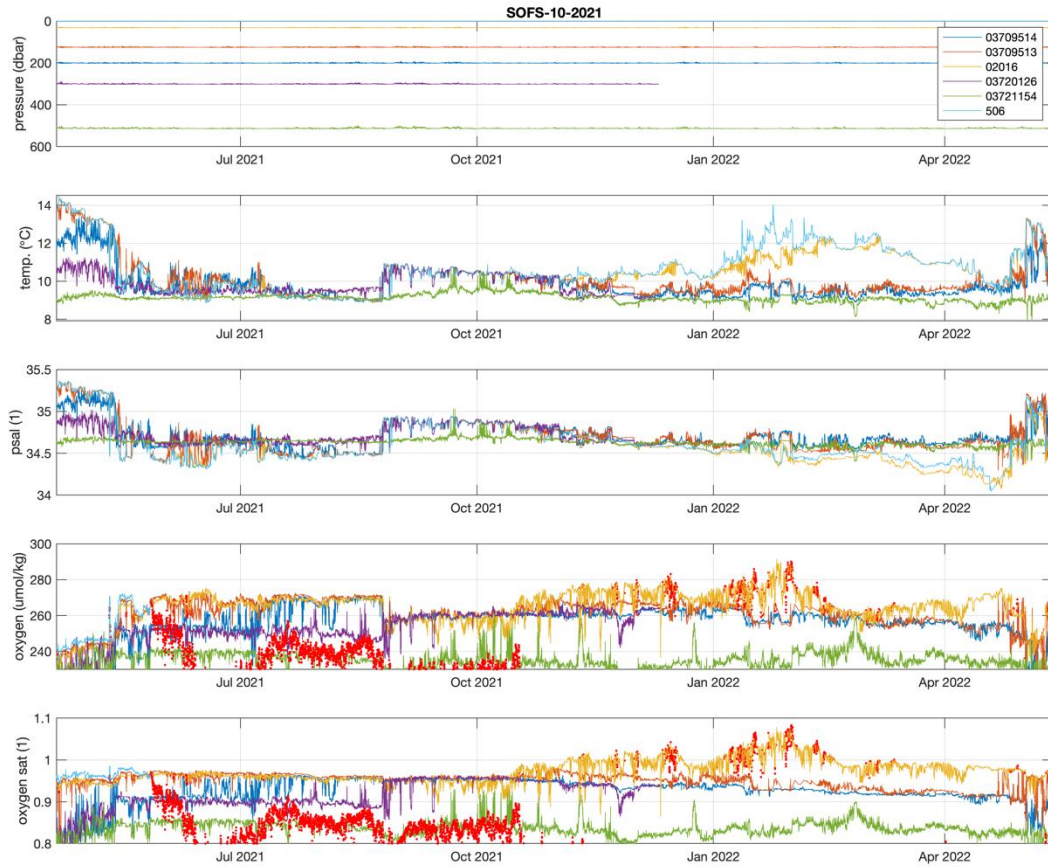 SOFS-10-2021
pressure (dbar)
0
200
400
600
03709514
03709513
02016
03720126
03721154
506
Jul 2021 Oct 2021 Jan 2022 Apr 2022
temp. (°C)
14
12
10
8
Jul 2021 Oct 2021 Jan 2022 Apr 2022
psal (1)
35.5
35
34.5
34
Jul 2021 Oct 2021 Jan 2022 Apr 2022
oxygen (umol/kg)
300
280
260
240
Jul 2021 Oct 2021 Jan 2022 Apr 2022
oxygen sat (1)
1.1
1
0.9
0.8
Jul 2021 Oct 2021 Jan 2022 Apr 2022